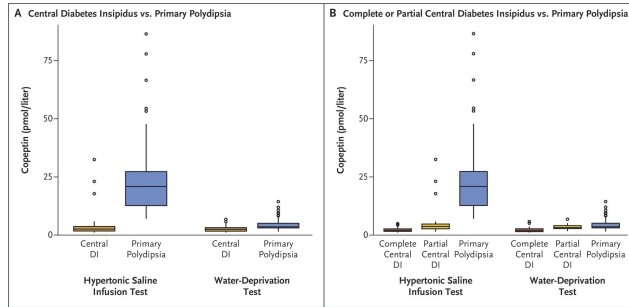 A Central Diabetes Insipidus vs. Primary Polydipsia
Copeptin (pmol/liter)
75
50
25
0
Central
DI
Primary
Polydipsia
Central
DI
Primary
Polydipsia
Hypertonic Saline
Infusion Test
Water-Deprivation
Test
B Complete or Partial Central Diabetes Insipidus vs. Primary Polydipsia
Copeptin (pmol/liter)
75
50
25
0
Complete
Central
DI
Partial
Central
DI
Primary
Polydipsia
Complete
Central
DI
Partial
Central
DI
Primary
Polydipsia
Hypertonic Saline
Infusion Test
Water-Deprivation
Test